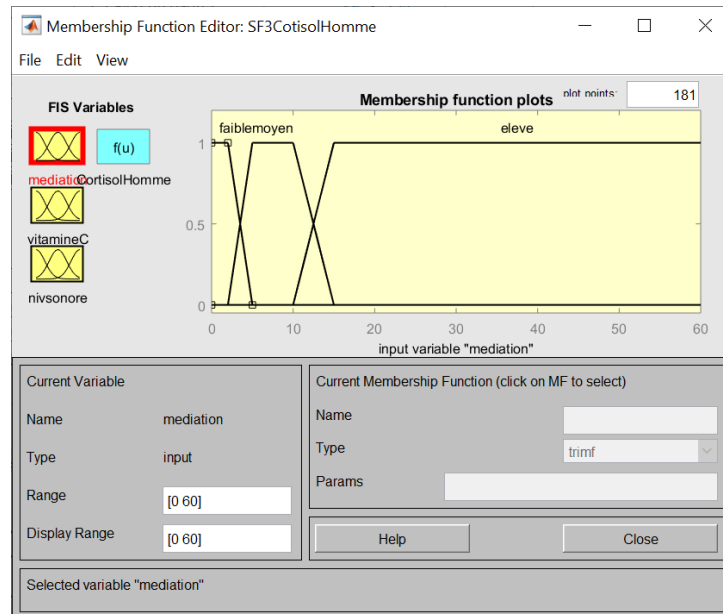 Membership Function Editor: SF3CotisolHomme
File Edit View
FIS Variables
f(u)
mediation CortisolHomme
vitamineC
nivsonore
Membership function plots
plot points: 181
faible moyen eleve
1
0.5
0
0 10 20 30 40 50 60
input variable "mediation"
Current Variable
Name mediation
Type input
Range [0 60]
Display Range [0 60]
Current Membership Function (click on MF to select)
Name
Type trimf
Params
Help Close
Selected variable "mediation"